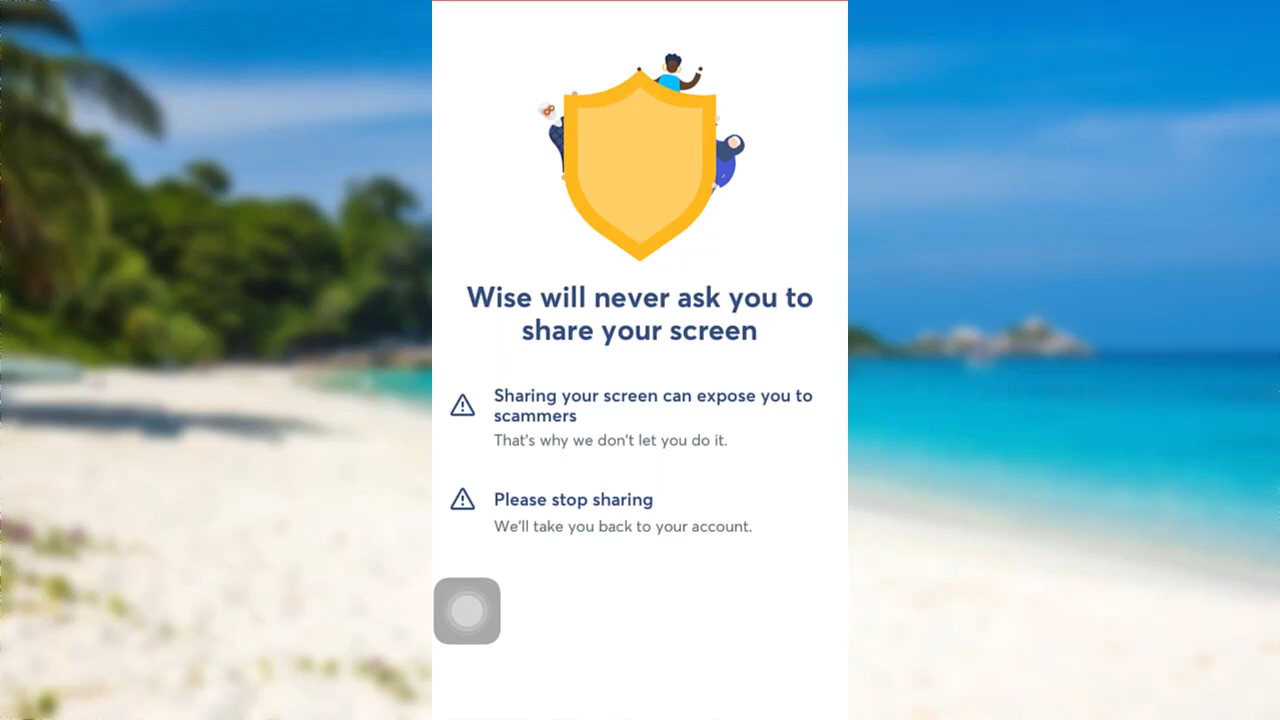 Wise will never ask you to
share your screen
Sharing your screen can expose you to
scammers
That's why we don't let you do it.
Please stop sharing
We'll take you back to your account.